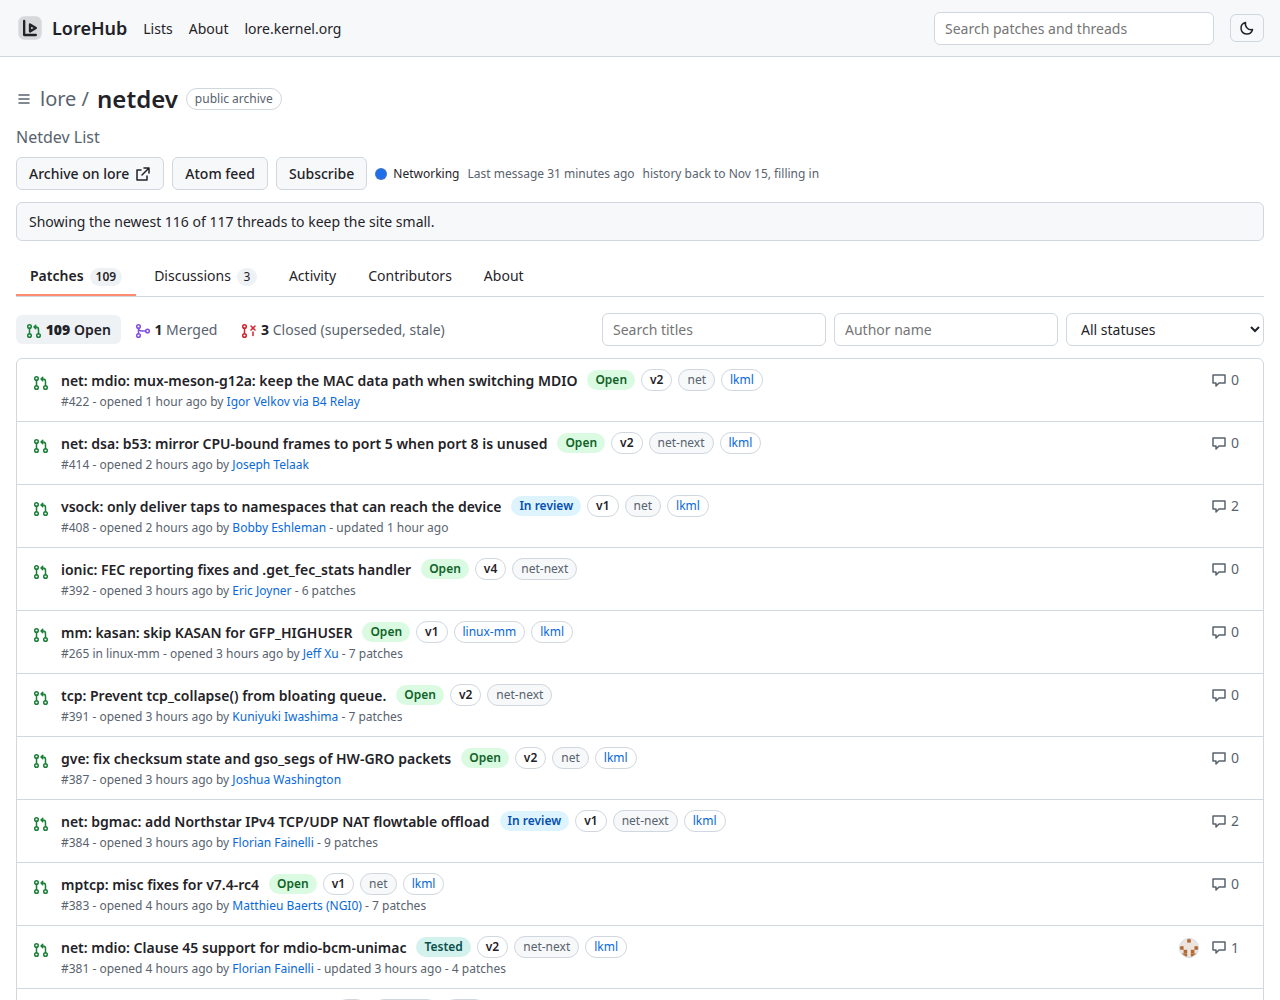 LoreHub Lists About lore.kernel.org Search patches and threads
lore / netdev public archive
Netdev List
Archive on lore Atom feed Subscribe Networking Last message 31 minutes ago history back to Nov 15, filling in
Showing the newest 116 of 117 threads to keep the site small.
Patches 109 Discussions 3 Activity Contributors About
109 Open 1 Merged 3 Closed (superseded, stale) Search titles Author name All statuses
net: mdio: mux-meson-g12a: keep the MAC data path when switching MDIO Open v2 net lkml 0
#422 - opened 1 hour ago by Igor Velkov via B4 Relay
net: dsa: b53: mirror CPU-bound frames to port 5 when port 8 is unused Open v2 net-next lkml 0
#414 - opened 2 hours ago by Joseph Telaak
vsock: only deliver taps to namespaces that can reach the device In review v1 net lkml 2
#408 - opened 2 hours ago by Bobby Eshleman - updated 1 hour ago
ionic: FEC reporting fixes and .get_fec_stats handler Open v4 net-next 0
#392 - opened 3 hours ago by Eric Joyner - 6 patches
mm: kasan: skip KASAN for GFP_HIGHUSER Open v1 linux-mm lkml 0
#265 in linux-mm - opened 3 hours ago by Jeff Xu - 7 patches
tcp: Prevent tcp_collapse() from bloating queue. Open v2 net-next 0
#391 - opened 3 hours ago by Kuniyuki Iwashima - 7 patches
gve: fix checksum state and gso_segs of HW-GRO packets Open v2 net lkml 0
#387 - opened 3 hours ago by Joshua Washington
net: bgmac: add Northstar IPv4 TCP/UDP NAT flowtable offload In review v1 net-next lkml 2
#384 - opened 3 hours ago by Florian Fainelli - 9 patches
mptcp: misc fixes for v7.4-rc4 Open v1 net lkml 0
#383 - opened 4 hours ago by Matthieu Baerts (NGI0) - 7 patches
net: mdio: Clause 45 support for mdio-bcm-unimac Tested v2 net-next lkml 1
#381 - opened 4 hours ago by Florian Fainelli - updated 3 hours ago - 4 patches